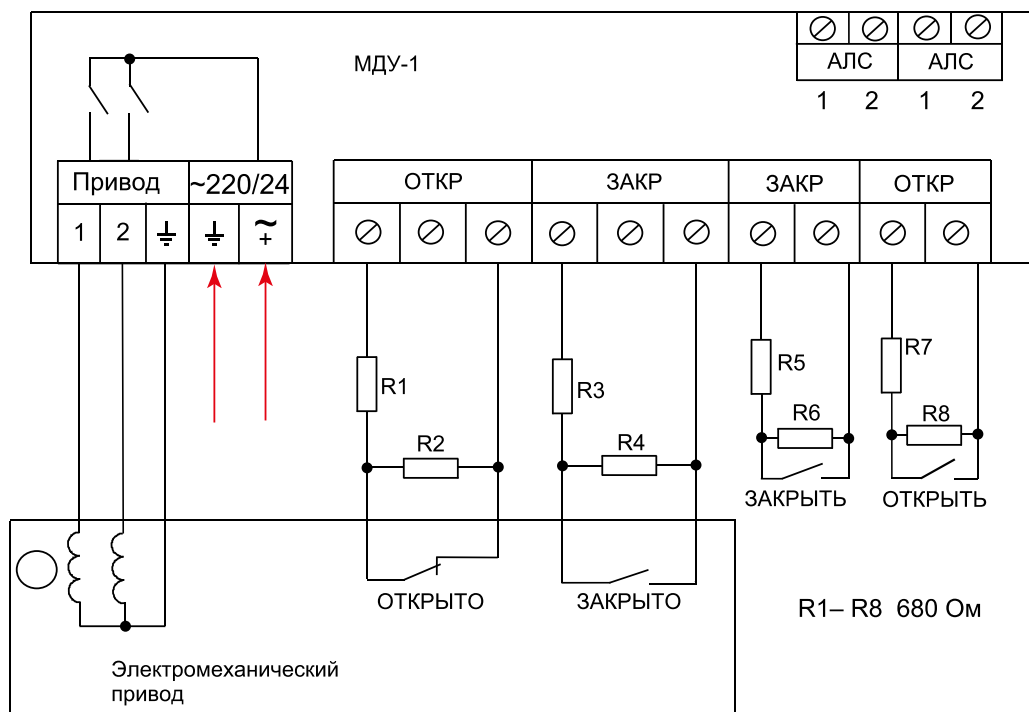 МДУ-1
АЛС АЛС
1 2 1 2
Привод ~220/24
1 2 ~
+
ОТКР ЗАКР ЗАКР ОТКР
R1 R3 R5 R7
R2 R4 R6 R8
ЗАКРЫТЬ ОТКРЫТЬ
ОТКРЫТО ЗАКРЫТО
R1– R8 680 Ом
Электромеханический
привод